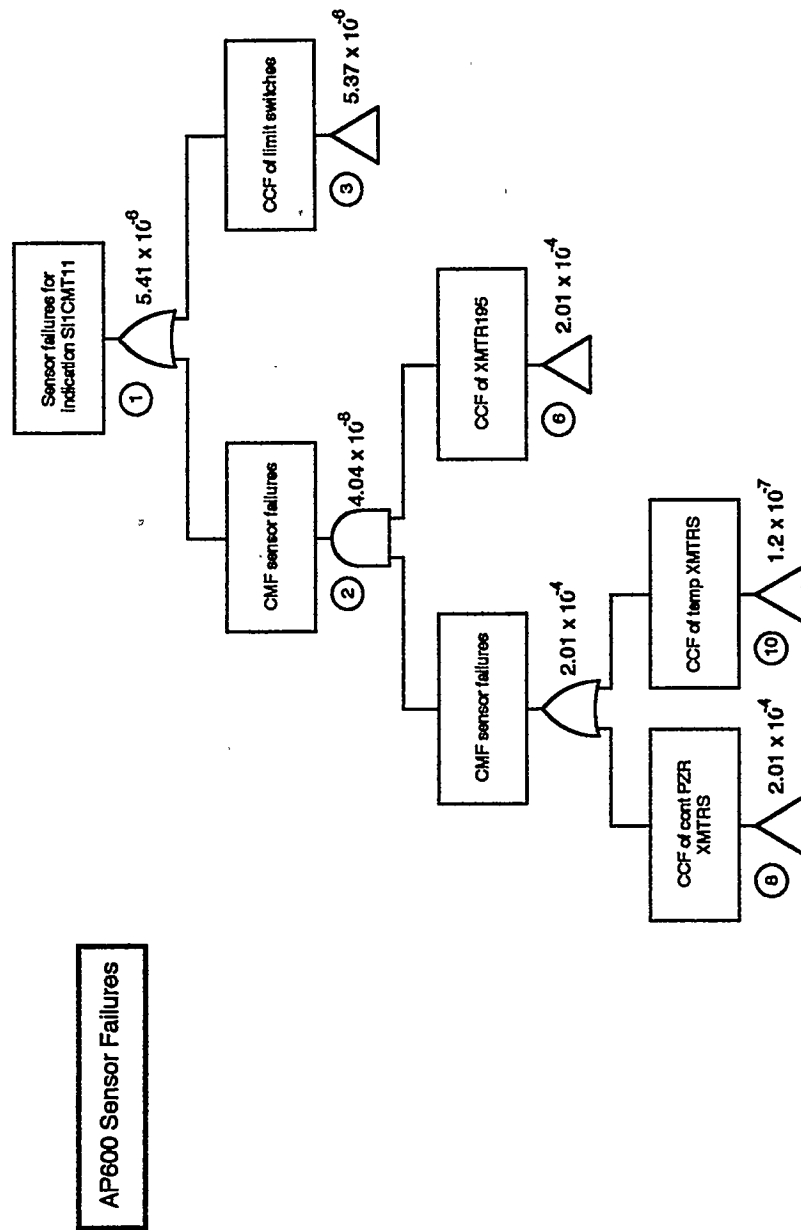 AP600 Sensor Failures
Sensor failures for
indication SI1CMT11
1
5.41 x 10⁻⁶
CMF sensor failures
2
4.04 x 10⁻⁸
CCF of limit switches
3
5.37 x 10⁻⁶
CMF sensor failures
2.01 x 10⁻⁴
CCF of XMTR195
6
2.01 x 10⁻⁴
CCF of cont PZR
XMTRS
8
2.01 x 10⁻⁴
CCF of temp XMTRS
10
1.2 x 10⁻⁷